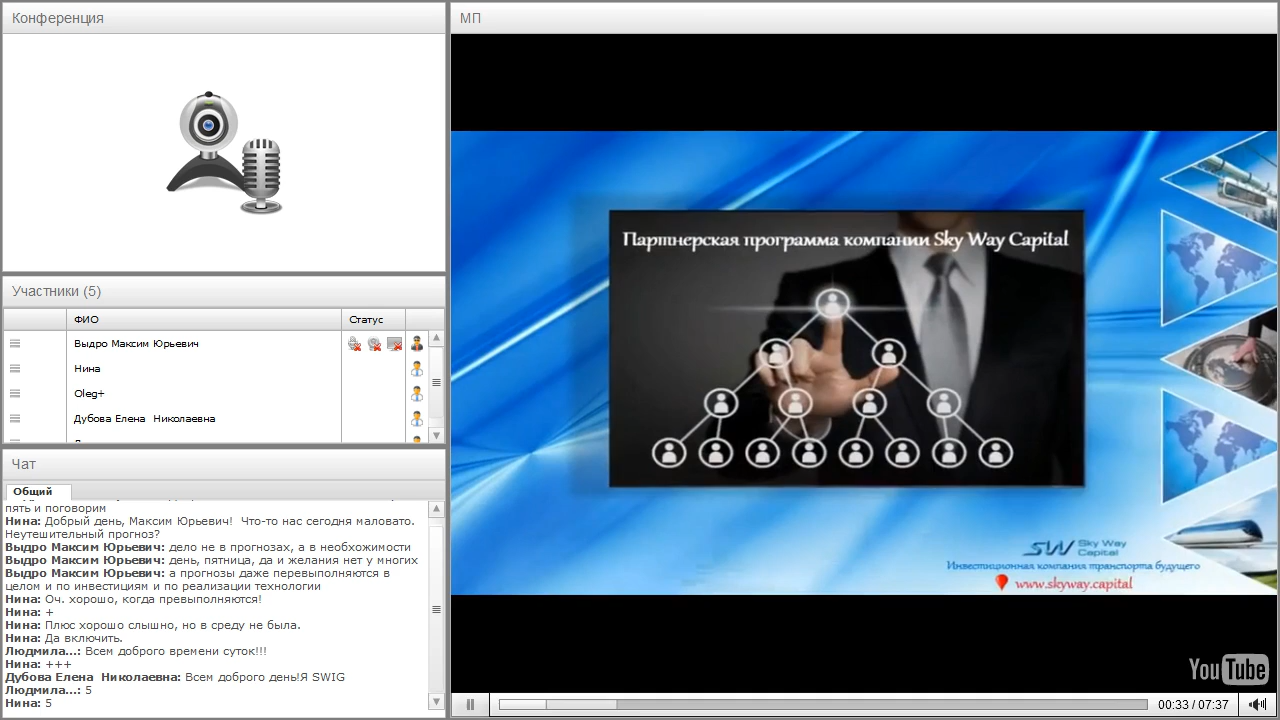 Конференция
МП
Партнерская программа компании Sky Way Capital
SW Sky Way
Capital
Инвестиционная компания транспорта будущего
www.skyway.capital
YouTube
00:33 / 07:37
Участники (5)
ФИО Статус
Выдро Максим Юрьевич
Нина
Oleg+
Дубова Елена Николаевна
Чат
Общий
пять и поговорим
Нина: Добрый день, Максим Юрьевич! Что-то нас сегодня маловато.
Неутешительный прогноз?
Выдро Максим Юрьевич: дело не в прогнозах, а в необхожимости
Выдро Максим Юрьевич: день, пятница, да и желания нет у многих
Выдро Максим Юрьевич: а прогнозы даже перевыполняются в
целом и по инвестициям и по реализации технологии
Нина: Оч. хорошо, когда превыполняются!
Нина: +
Нина: Плюс хорошо слышно, но в среду не была.
Нина: Да включить.
Людмила...: Всем доброго времени суток!!!
Нина: +++
Дубова Елена Николаевна: Всем доброго день!Я SWIG
Людмила...: 5
Нина: 5